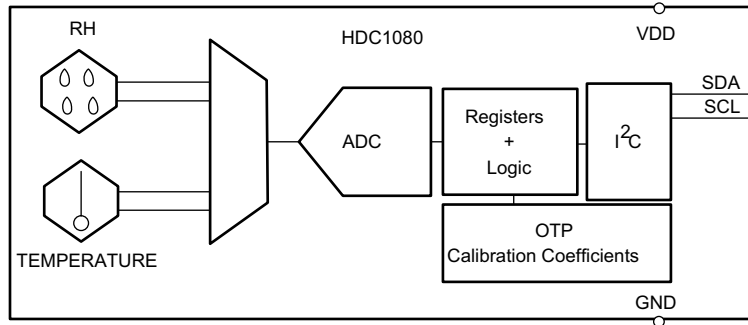 RH
HDC1080
VDD
SDA
SCL
ADC
Registers
+
Logic
I²C
OTP
Calibration Coefficients
TEMPERATURE
GND